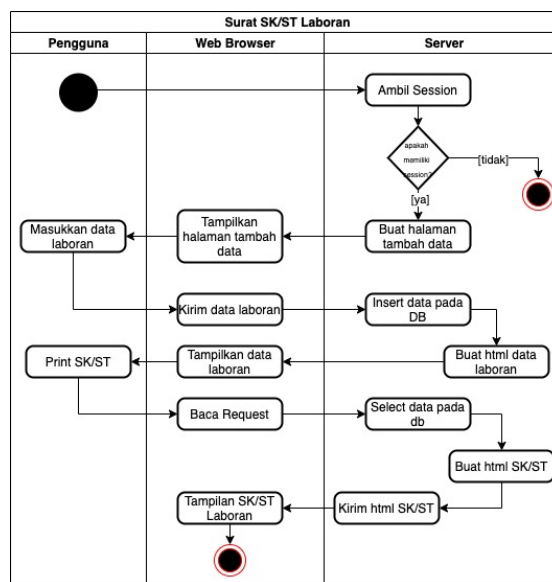 Surat SK/ST Laboran
Pengguna
Web Browser
Server
Ambil Session
apakah
mamiliki
session?
[tidak]
[ya]
Masukkan data
laboran
Tampilkan
halaman tambah
data
Buat halaman
tambah data
Kirim data laboran
Insert data pada
DB
Print SK/ST
Tampilkan data
laboran
Buat html data
laboran
Baca Request
Select data pada
db
Buat html SK/ST
Tampilan SK/ST
Laboran
Kirim html SK/ST